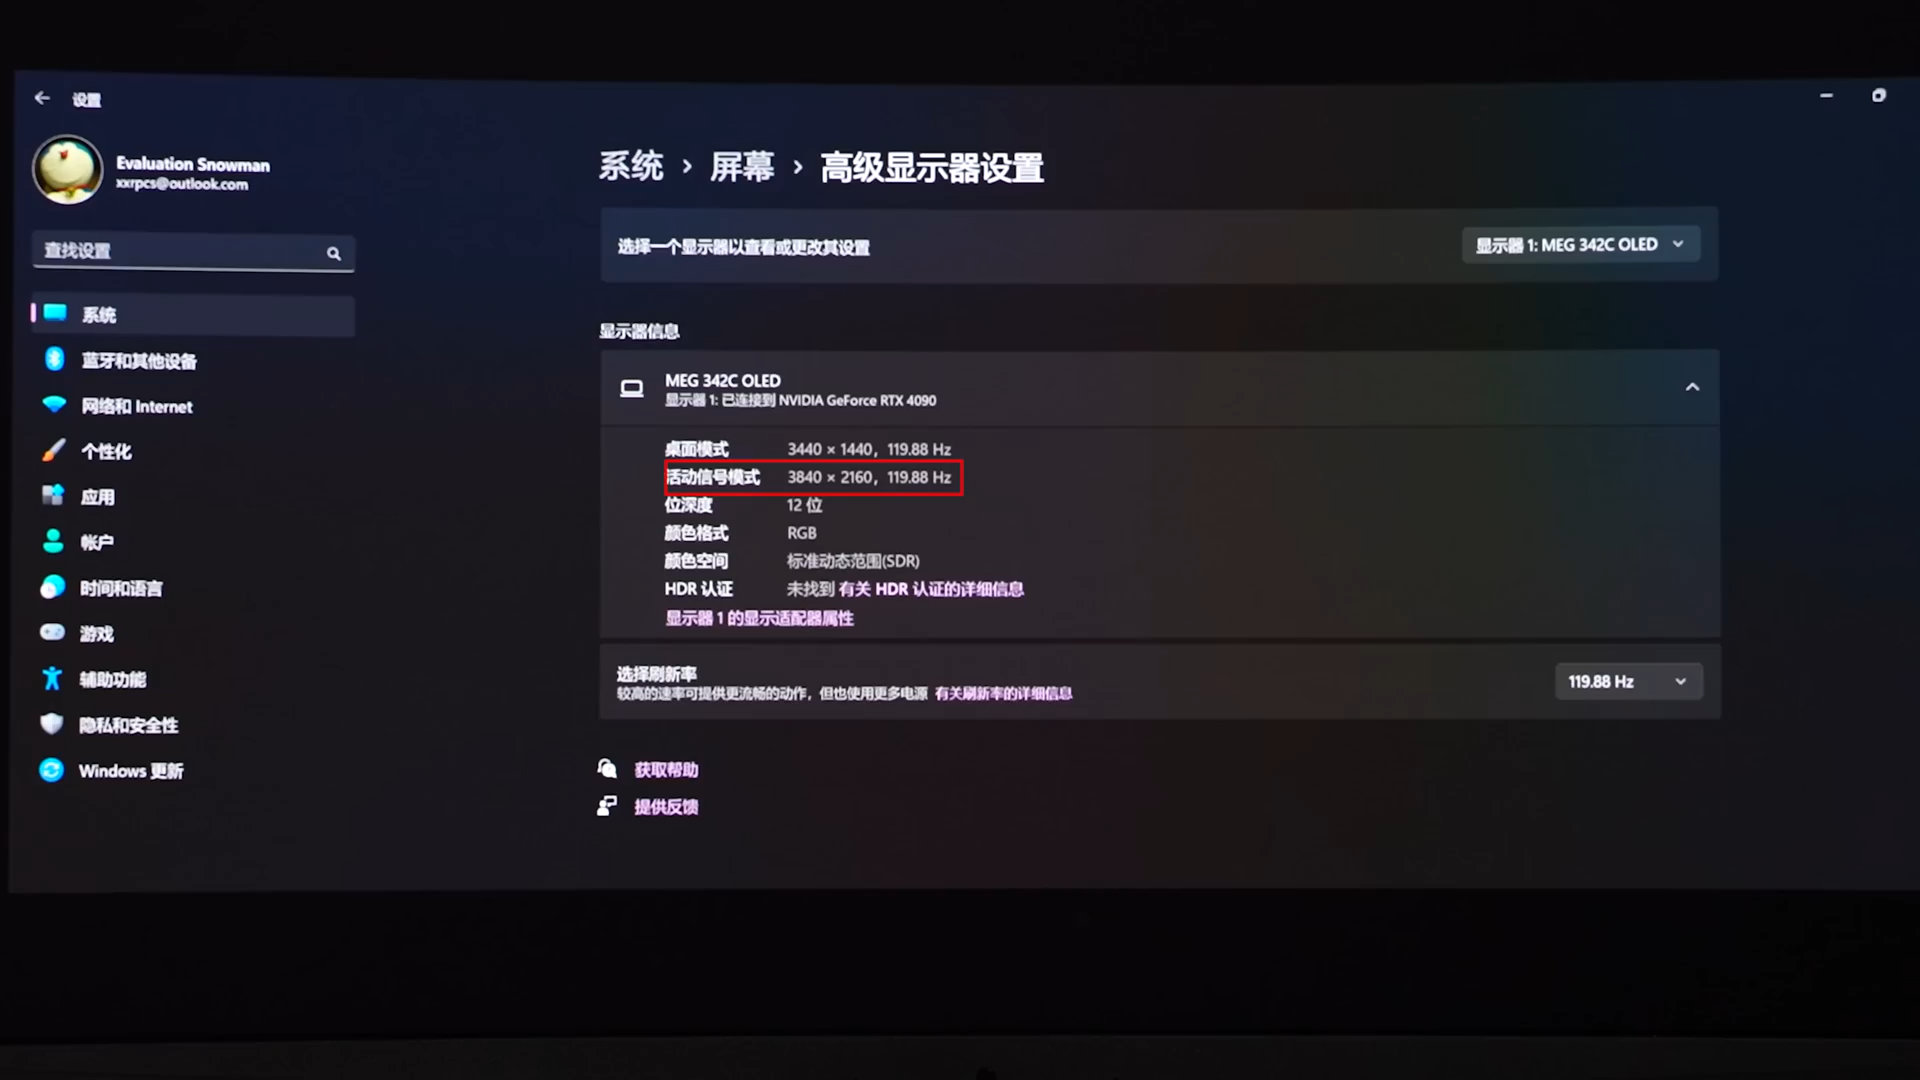 设置
Evaluation Snowman
xxrpcs@outlook.com
查找设置
系统
蓝牙和其他设备
网络和 Internet
个性化
应用
帐户
时间和语言
游戏
辅助功能
隐私和安全性
Windows 更新
系统 › 屏幕 › 高级显示器设置
选择一个显示器以查看或更改其设置
显示器 1: MEG 342C OLED
显示器信息
MEG 342C OLED
显示器 1: 已连接到 NVIDIA GeForce RTX 4090
桌面模式 3440 × 1440, 119.88 Hz
活动信号模式 3840 × 2160, 119.88 Hz
位深度 12 位
颜色格式 RGB
颜色空间 标准动态范围(SDR)
HDR 认证 未找到 有关 HDR 认证的详细信息
显示器 1 的显示适配器属性
选择刷新率
较高的速率可提供更流畅的动作，但也使用更多电源 有关刷新率的详细信息
119.88 Hz
获取帮助
提供反馈